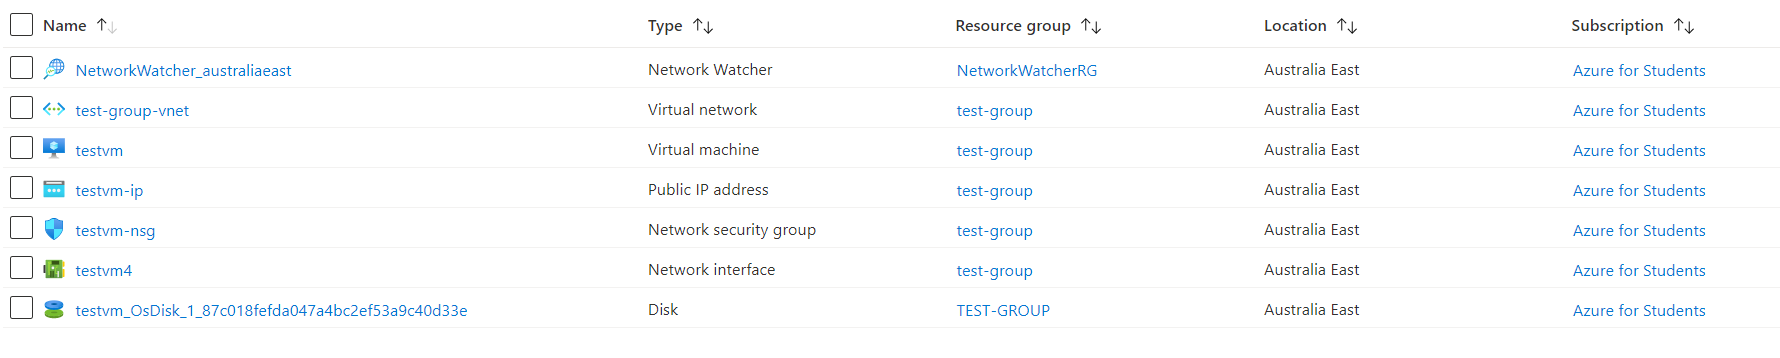 Name Type Resource group Location Subscription
NetworkWatcher_australiaeast Network Watcher NetworkWatcherRG Australia East Azure for Students
test-group-vnet Virtual network test-group Australia East Azure for Students
testvm Virtual machine test-group Australia East Azure for Students
testvm-ip Public IP address test-group Australia East Azure for Students
testvm-nsg Network security group test-group Australia East Azure for Students
testvm4 Network interface test-group Australia East Azure for Students
testvm_OsDisk_1_87c018fefda047a4bc2ef53a9c40d33e Disk TEST-GROUP Australia East Azure for Students